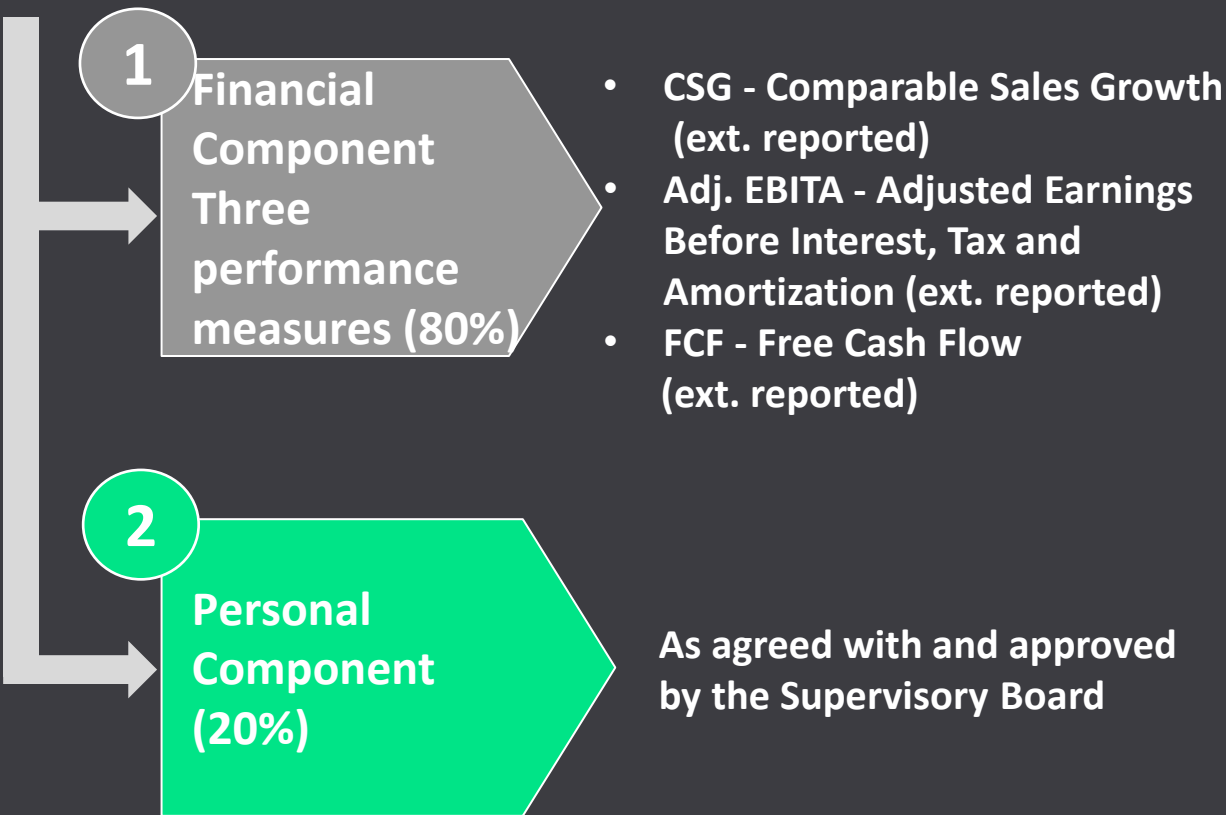 1
Financial
Component
Three
performance
measures (80%)
• CSG - Comparable Sales Growth
(ext. reported)
• Adj. EBITA - Adjusted Earnings
Before Interest, Tax and
Amortization (ext. reported)
• FCF - Free Cash Flow
(ext. reported)
2
Personal
Component
(20%)
As agreed with and approved
by the Supervisory Board